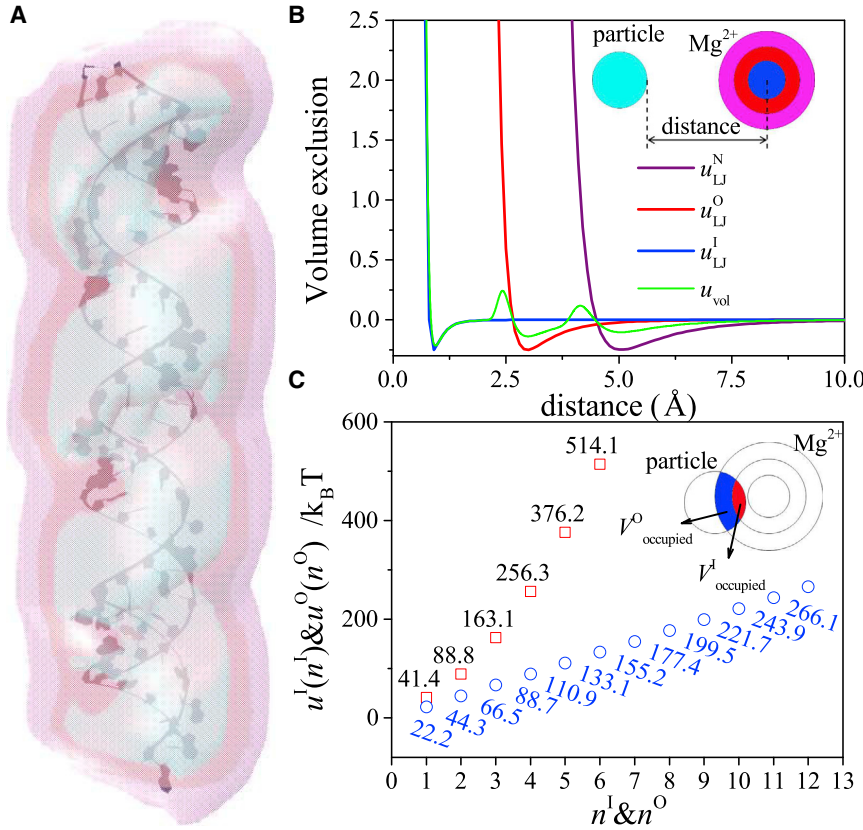 A
B
2.5
2.0
1.5
1.0
0.5
0.0
Volume exclusion
particle
Mg2+
distance
uNLJ
uOLJ
uILJ
uvol
0.0 2.5 5.0 7.5 10.0
distance (Å)
C
600
400
200
0
uI(nI)&uO(nO) /kBT
514.1
376.2
256.3
163.1
88.8
41.4
22.2
44.3
66.5
88.7
110.9
133.1
155.2
177.4
199.5
221.7
243.9
266.1
particle
Mg2+
VOoccupied
VIoccupied
0 1 2 3 4 5 6 7 8 9 10 11 12 13
nI&nO